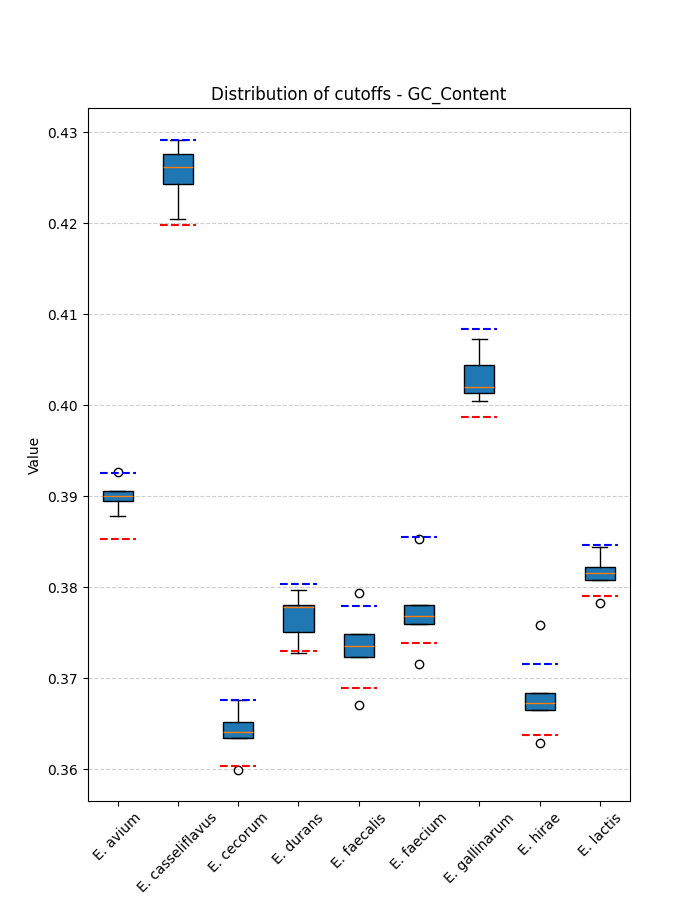 Distribution of cutoffs - GC_Content
0.43
0.42
0.41
0.40
0.39
0.38
0.37
0.36
Value
E. avium
E. casseliflavus
E. cecorum
E. durans
E. faecalis
E. faecium
E. gallinarum
E. hirae
E. lactis